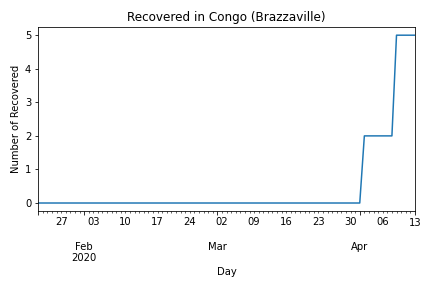 Recovered in Congo (Brazzaville)
Number of Recovered
5
4
3
2
1
0
27 03 10 17 24 02 09 16 23 30 06 13
Feb Mar Apr
2020
Day